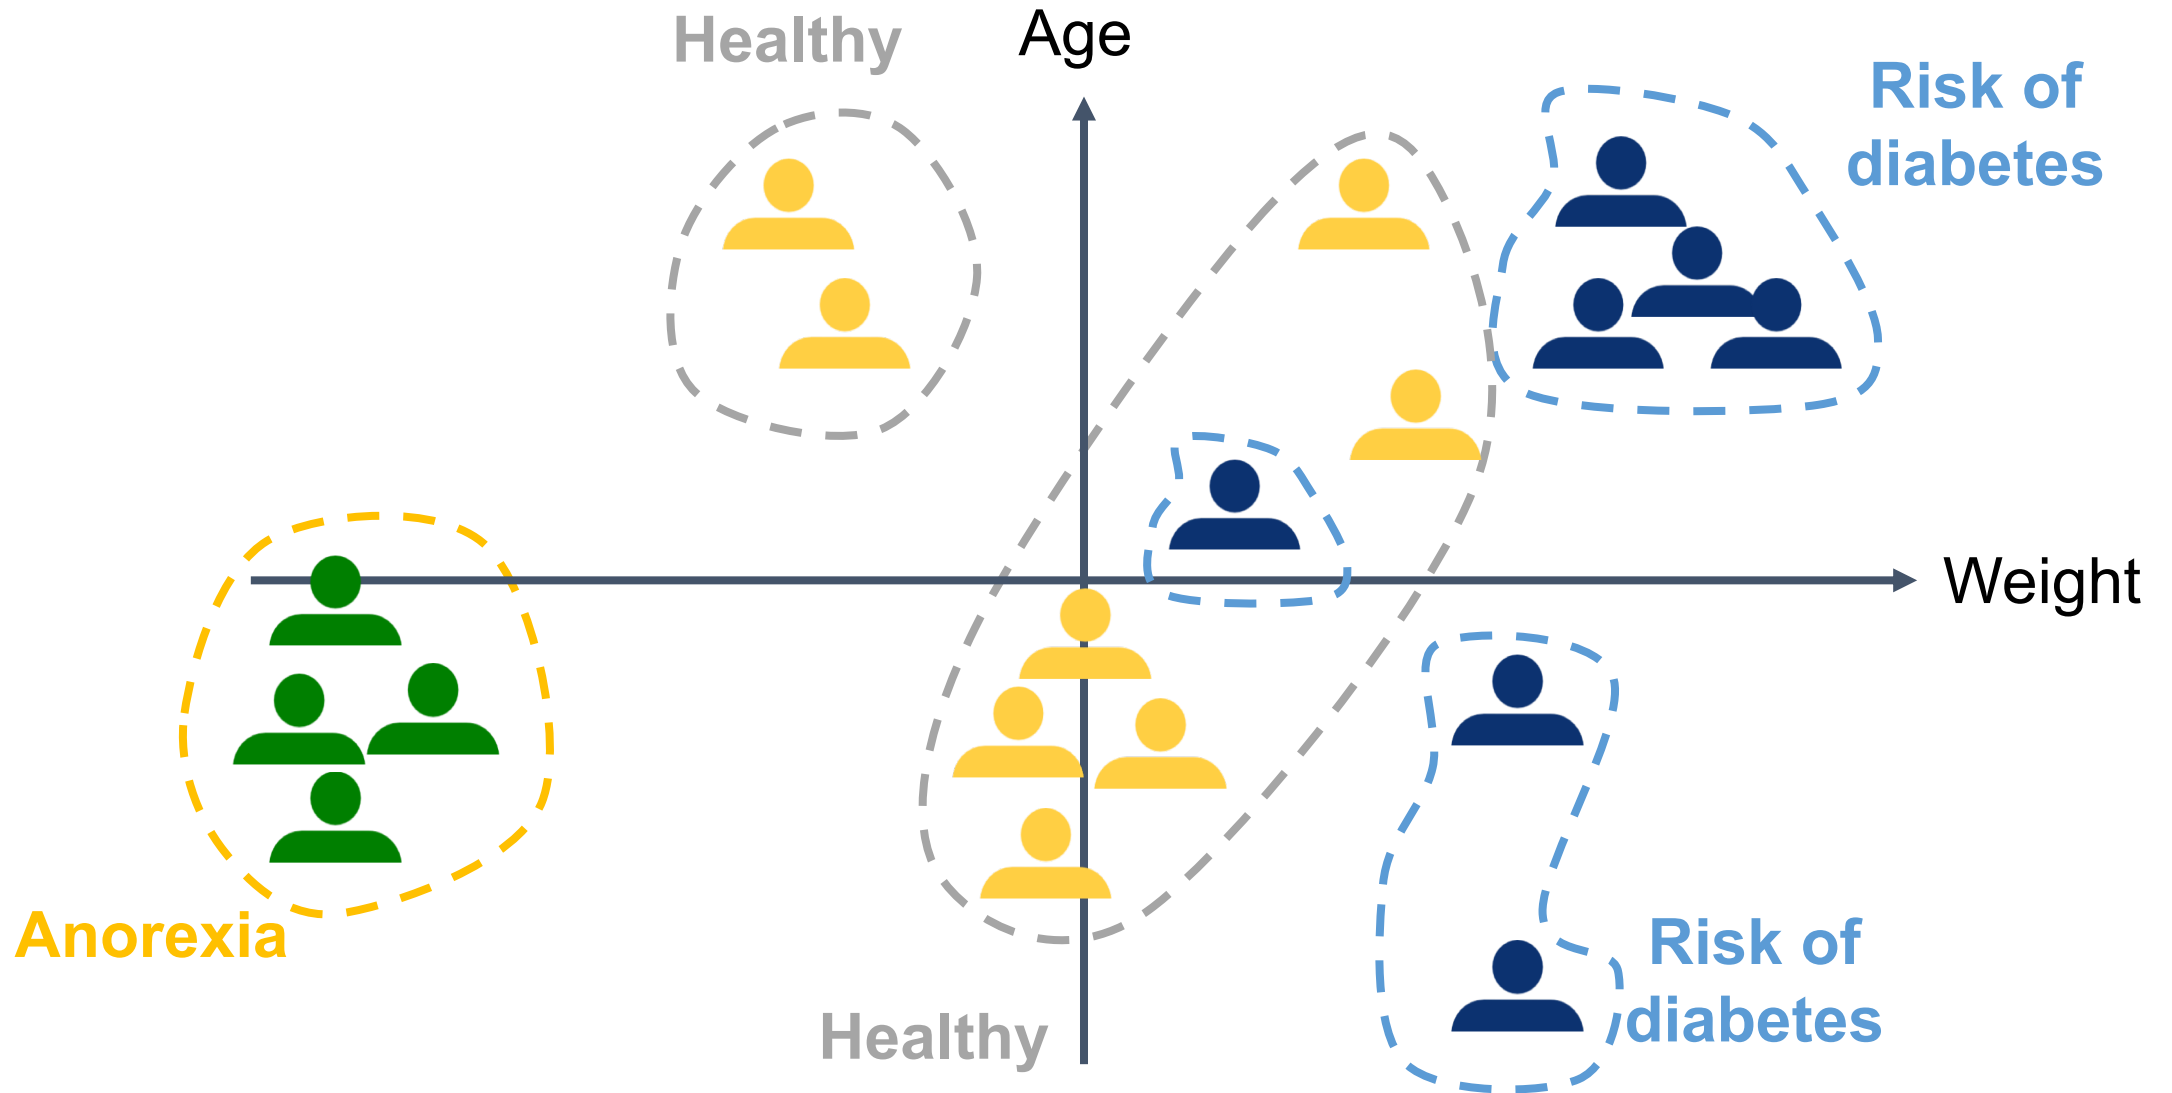 Healthy
Age
Risk of
diabetes
Weight
Anorexia
Risk of
diabetes
Healthy